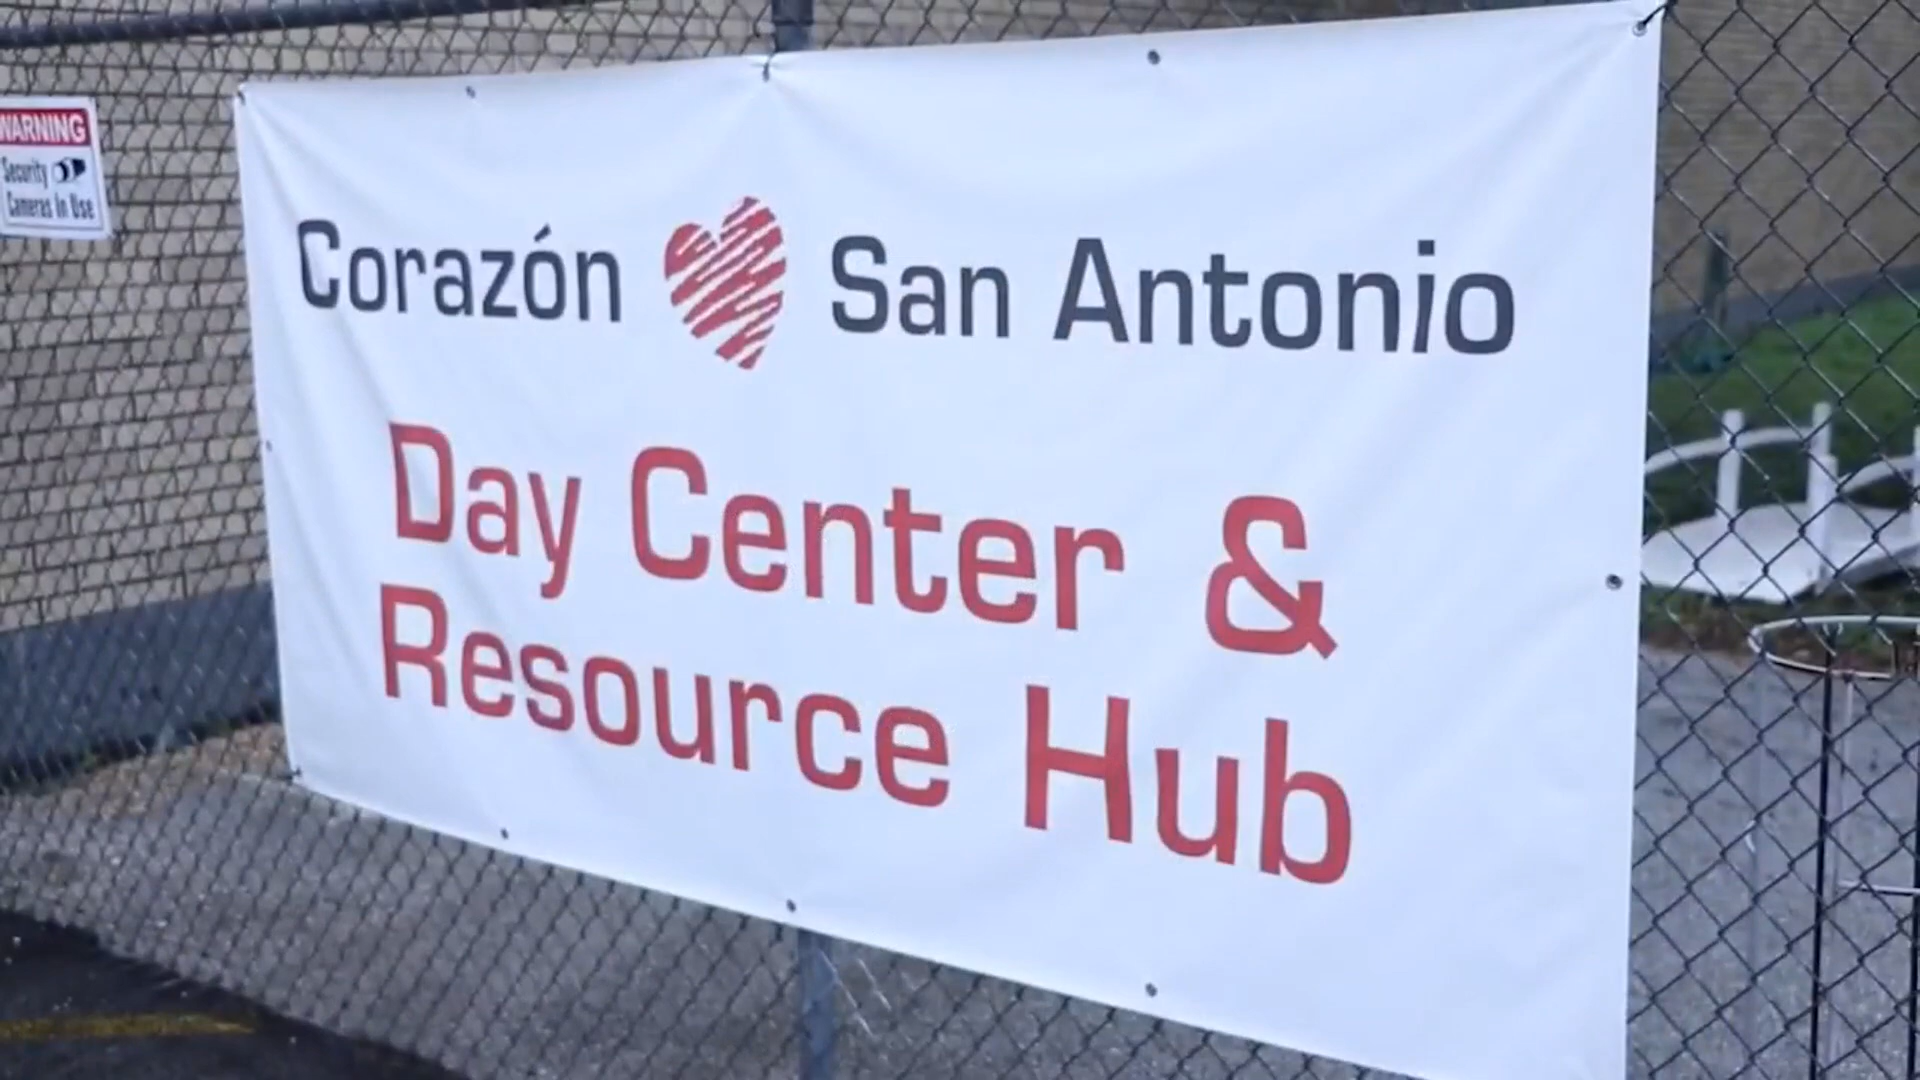 WARNING
Security
Cameras in Use
Corazón San Antonio
Day Center &
Resource Hub